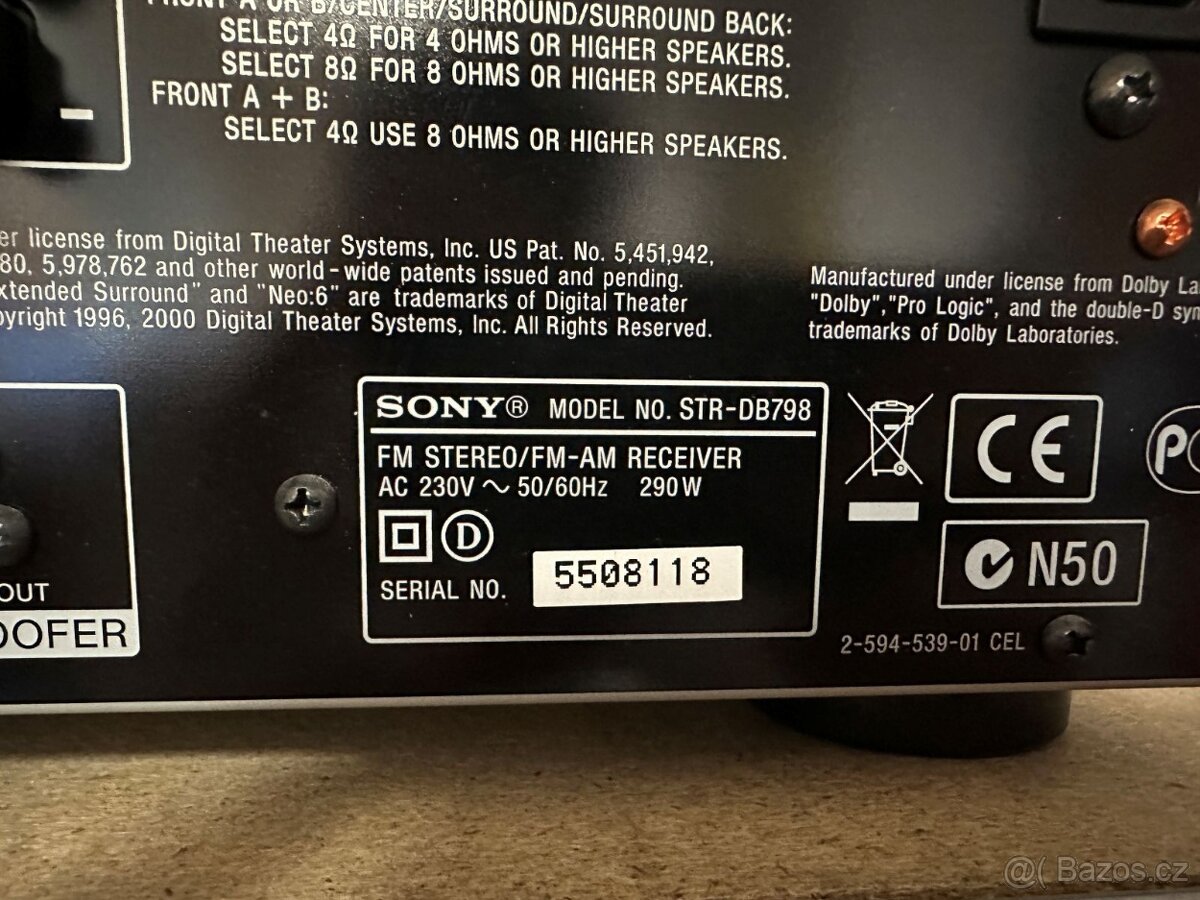 FRONT A OR B/CENTER/SURROUND/SURROUND BACK:
SELECT 4Ω FOR 4 OHMS OR HIGHER SPEAKERS.
SELECT 8Ω FOR 8 OHMS OR HIGHER SPEAKERS.
FRONT A + B:
SELECT 4Ω USE 8 OHMS OR HIGHER SPEAKERS.
license from Digital Theater Systems, Inc. US Pat. No. 5,451,942,
80, 5,978,762 and other world-wide patents issued and pending.
xtended Surround" and "Neo:6" are trademarks of Digital Theater
pyright 1996, 2000 Digital Theater Systems, Inc. All Rights Reserved.
Manufactured under license from Dolby La
"Dolby","Pro Logic", and the double-D sym
trademarks of Dolby Laboratories.
SONY® MODEL NO. STR-DB798
FM STEREO/FM-AM RECEIVER
AC 230V ~ 50/60Hz 290W
D
SERIAL NO. 5508118
CE
N50
2-594-539-01 CEL
OUT
OOFER
@( Bazos.cz